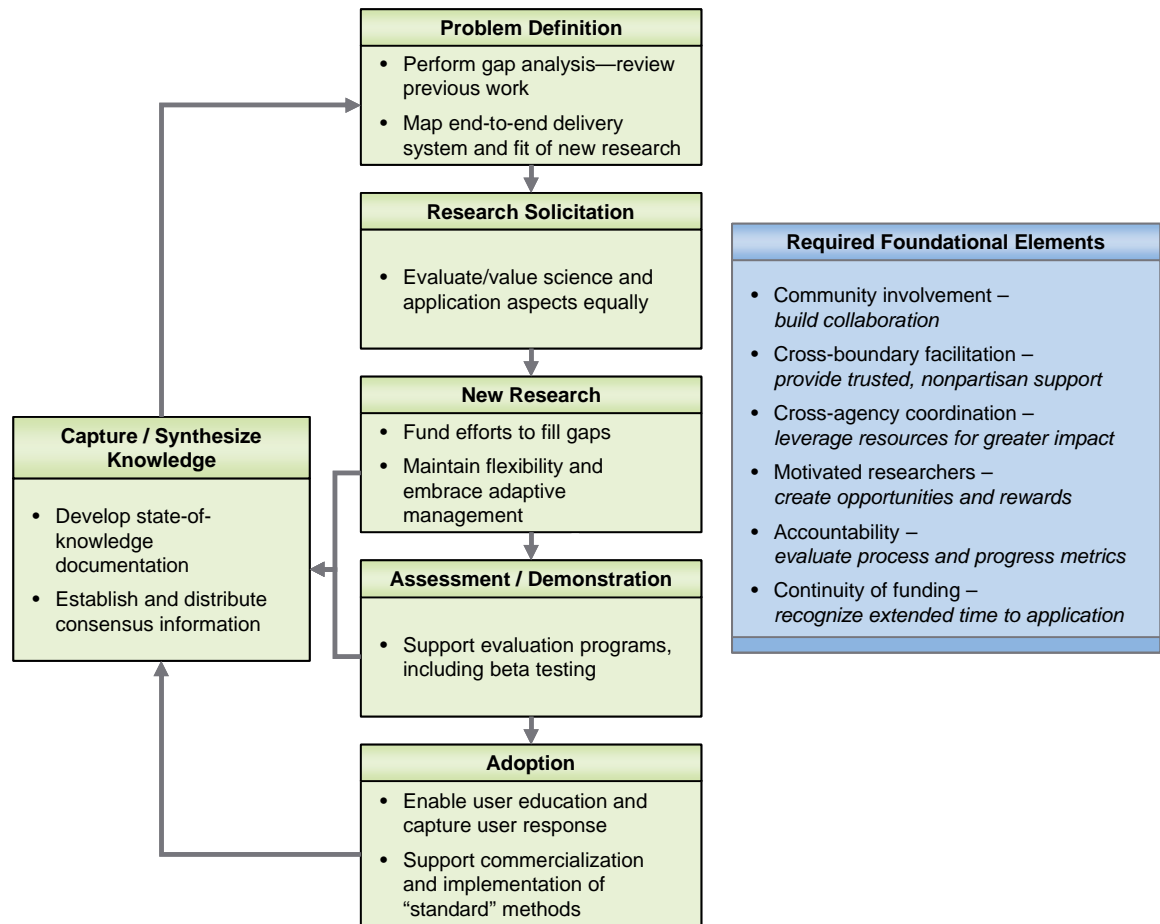 Problem Definition
• Perform gap analysis—review
previous work
• Map end-to-end delivery
system and fit of new research
Research Solicitation
• Evaluate/value science and
application aspects equally
New Research
• Fund efforts to fill gaps
• Maintain flexibility and
embrace adaptive
management
Assessment / Demonstration
• Support evaluation programs,
including beta testing
Adoption
• Enable user education and
capture user response
• Support commercialization
and implementation of
“standard” methods
Capture / Synthesize
Knowledge
• Develop state-of-
knowledge
documentation
• Establish and distribute
consensus information
Required Foundational Elements
• Community involvement –
build collaboration
• Cross-boundary facilitation –
provide trusted, nonpartisan support
• Cross-agency coordination –
leverage resources for greater impact
• Motivated researchers –
create opportunities and rewards
• Accountability –
evaluate process and progress metrics
• Continuity of funding –
recognize extended time to application